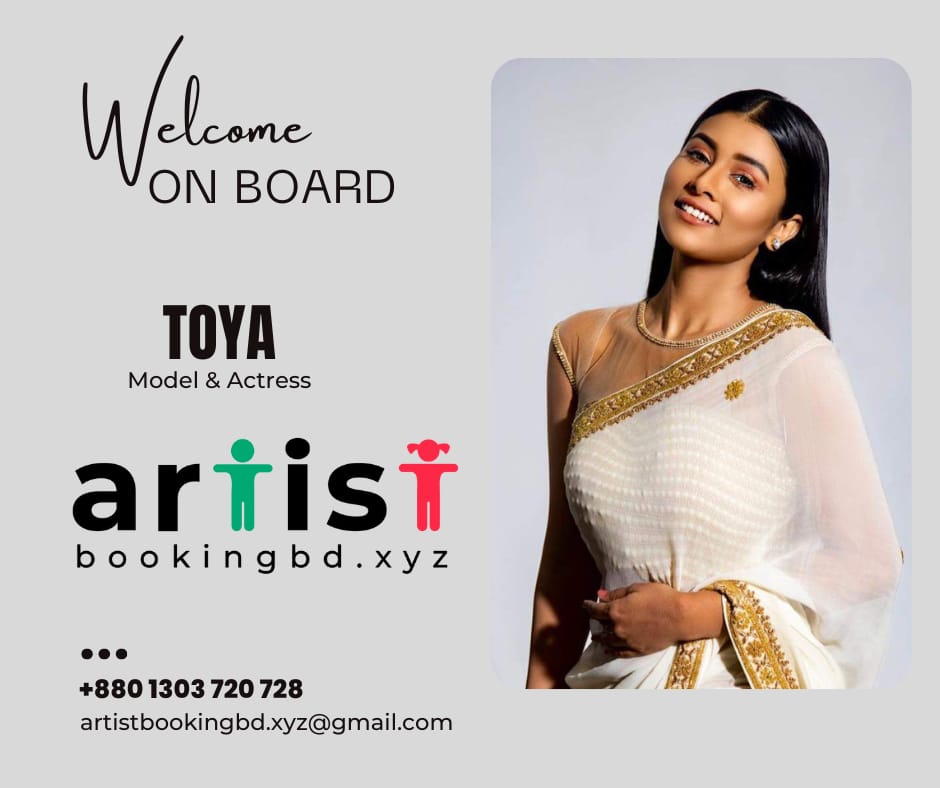 Welcome
ON BOARD
TOYA
Model & Actress
artist
bookingbd.xyz
+880 1303 720 728
artistbookingbd.xyz@gmail.com